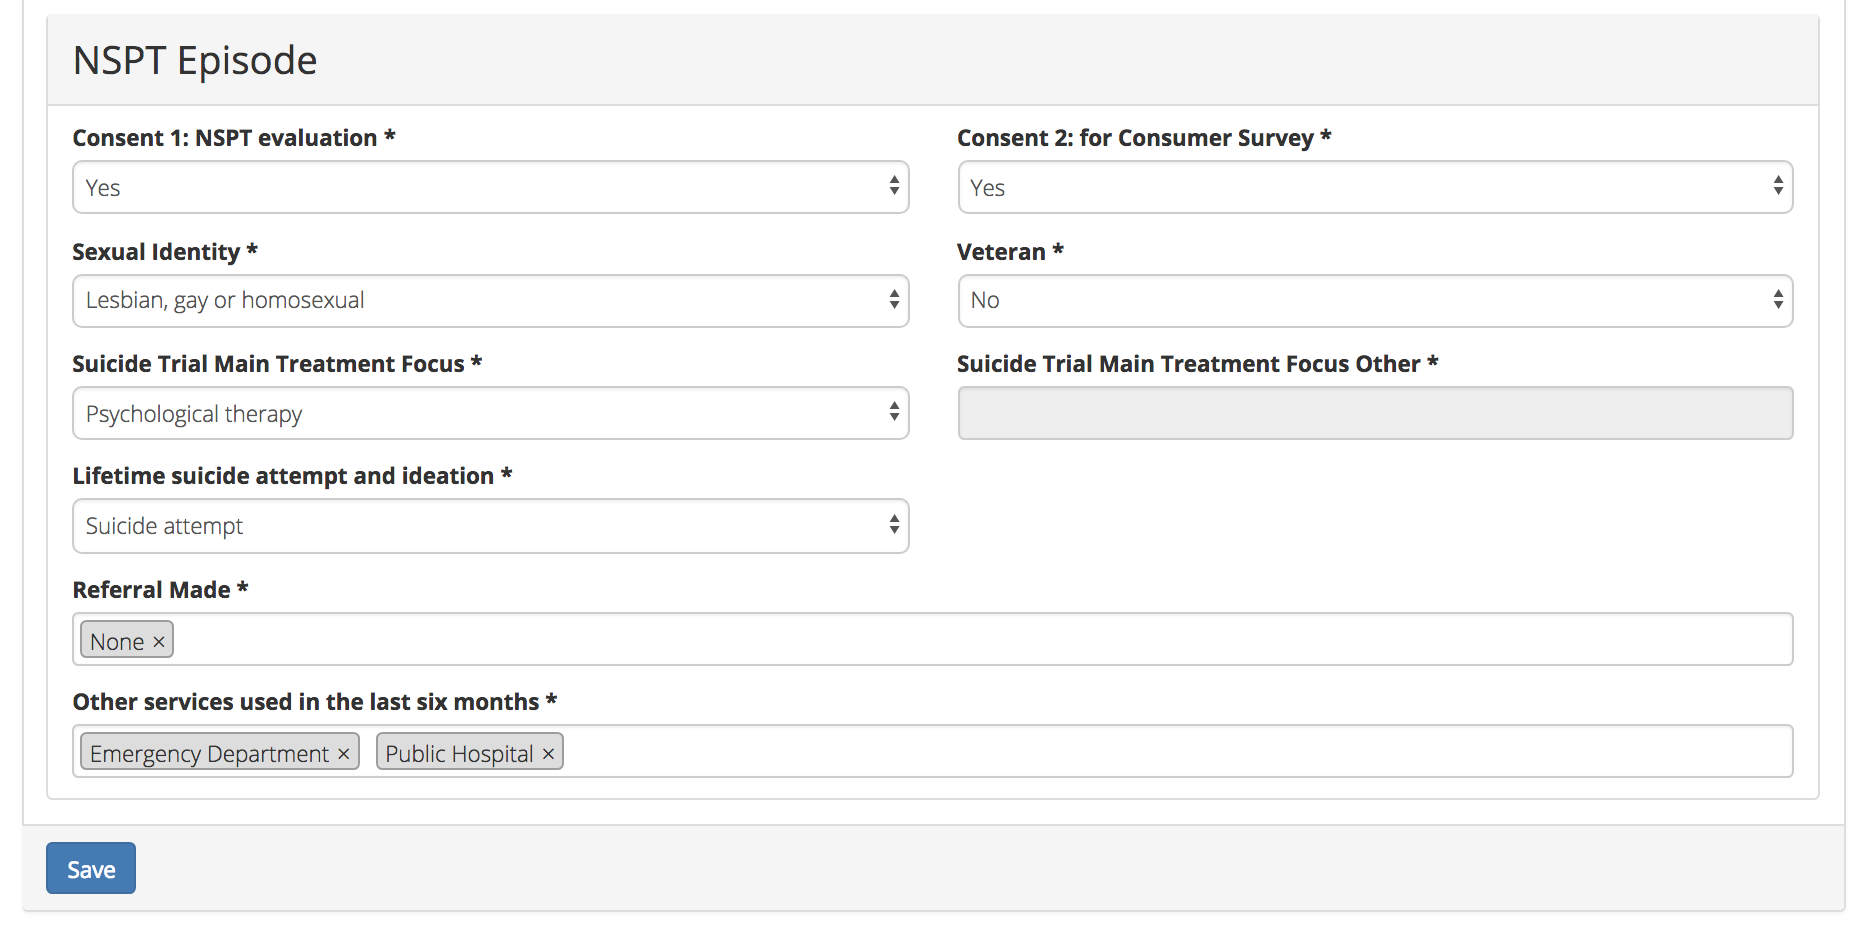 NSPT Episode
Consent 1: NSPT evaluation *
Consent 2: for Consumer Survey *
Yes
Yes
Sexual Identity *
Veteran *
Lesbian, gay or homosexual
No
Suicide Trial Main Treatment Focus *
Suicide Trial Main Treatment Focus Other *
Psychological therapy
Lifetime suicide attempt and ideation *
Suicide attempt
Referral Made *
None ×
Other services used in the last six months *
Emergency Department × Public Hospital ×
Save